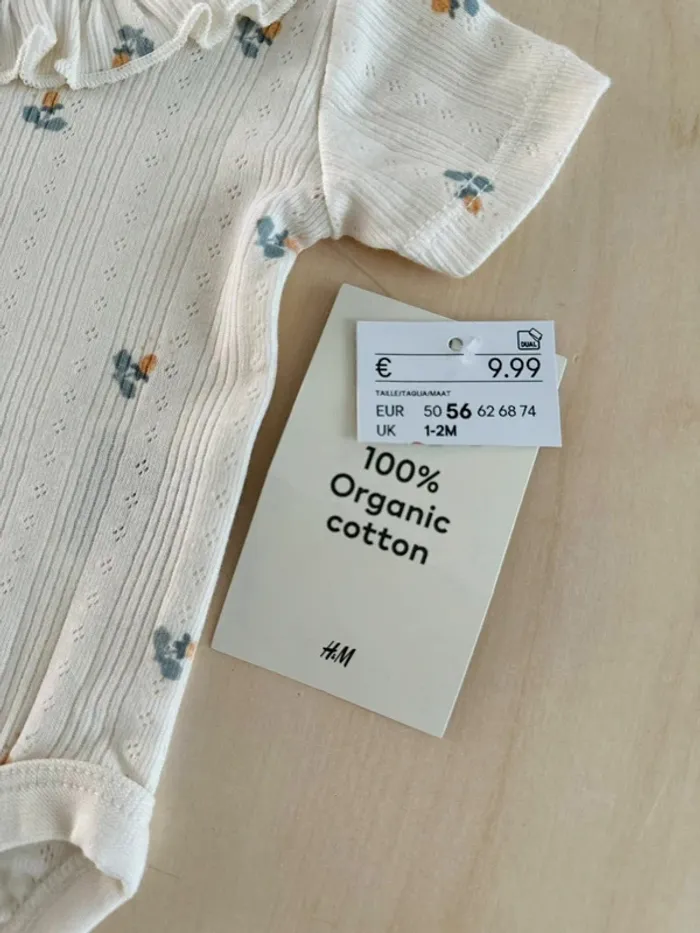 DUAL
€ 9.99
TAILLE/TAGLIA/MAAT
EUR 50 56 62 68 74
UK 1-2M
100%
Organic
cotton
H&M